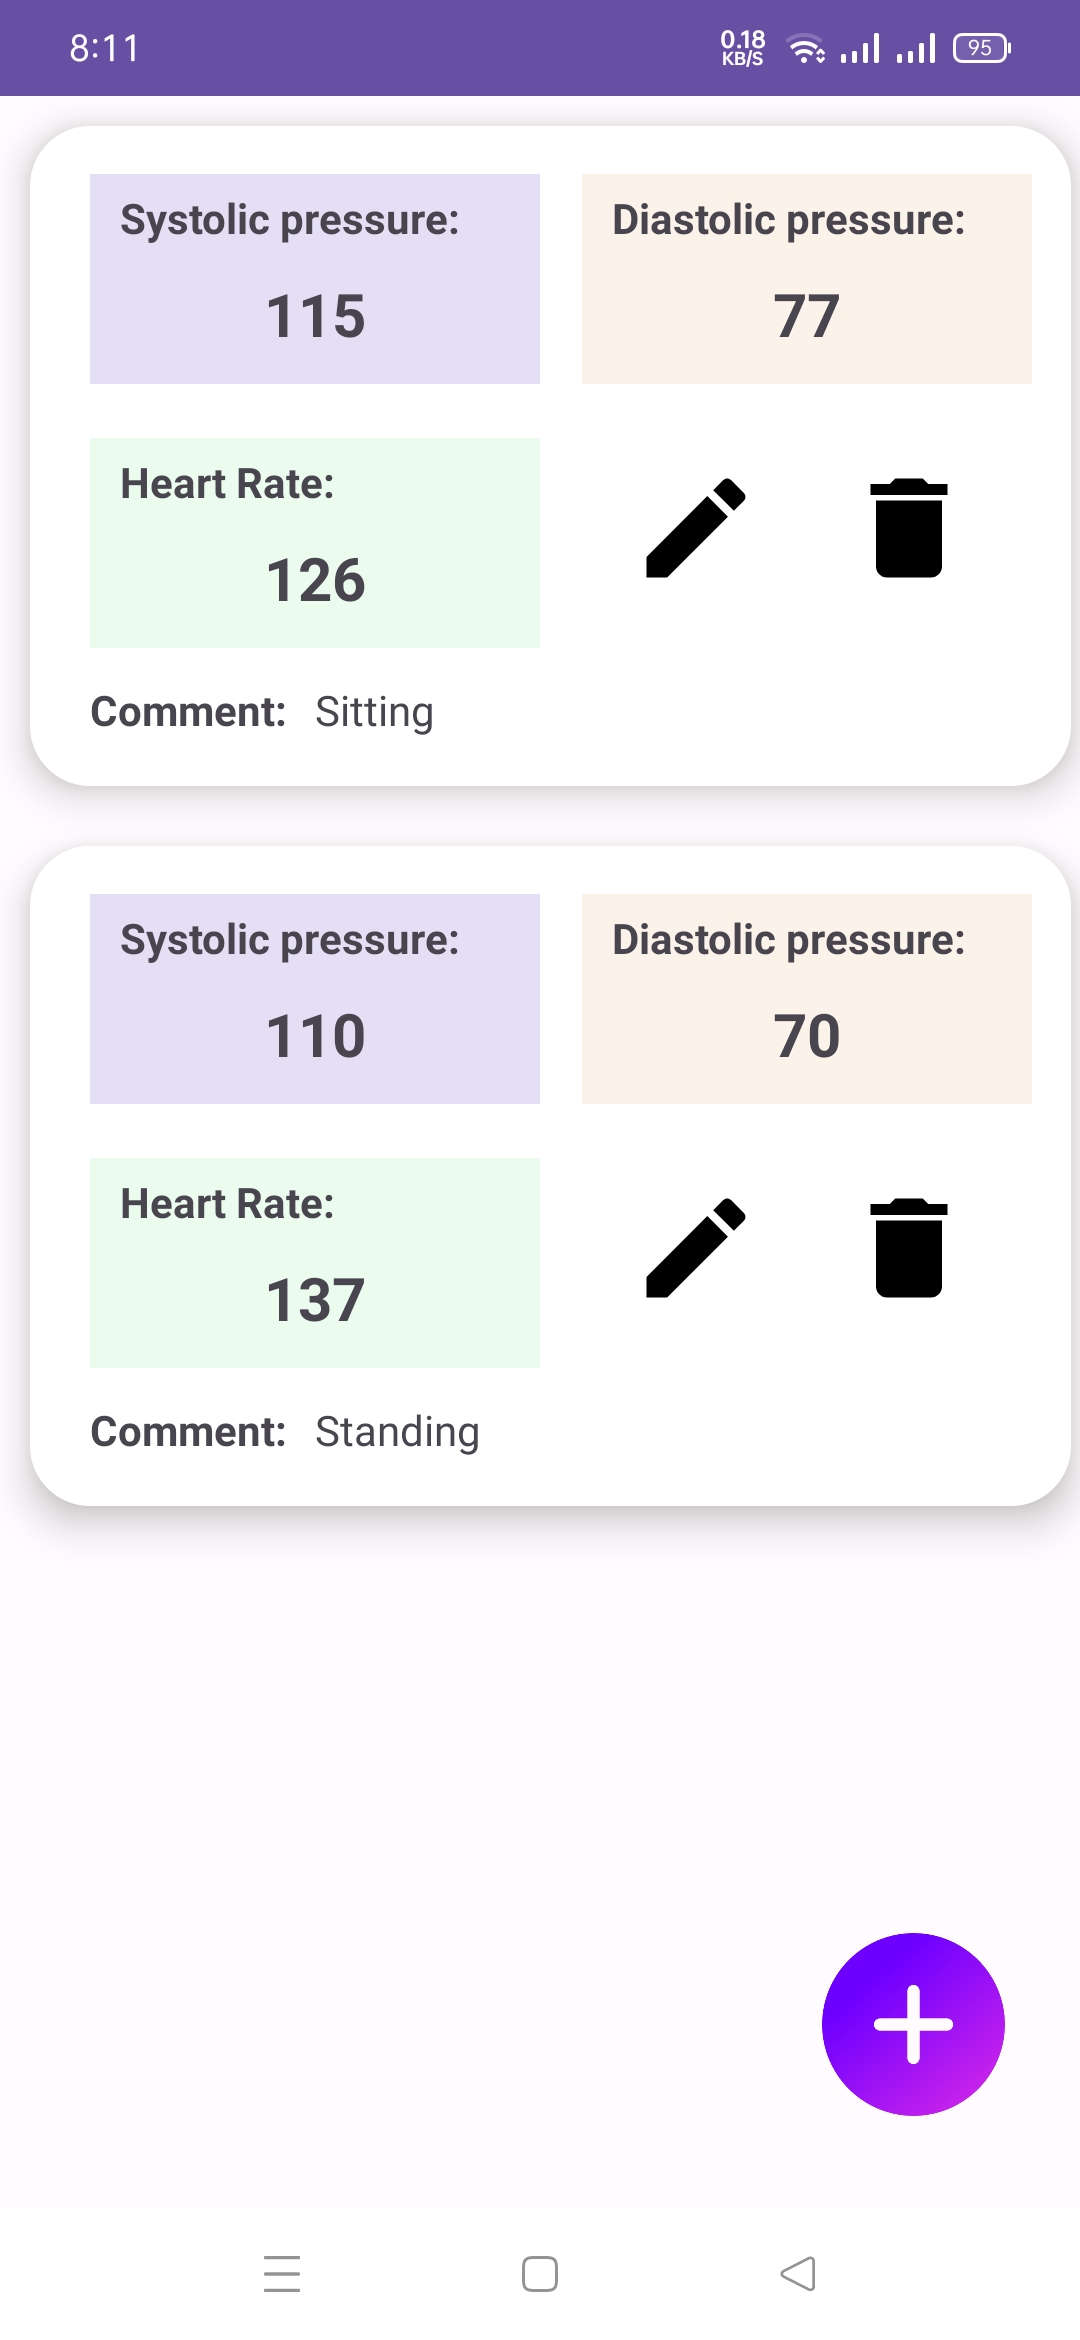 8:11
0.18
KB/S
95
Systolic pressure:
Diastolic pressure:
115
77
Heart Rate:
126
Comment: Sitting
Systolic pressure:
Diastolic pressure:
110
70
Heart Rate:
137
Comment: Standing